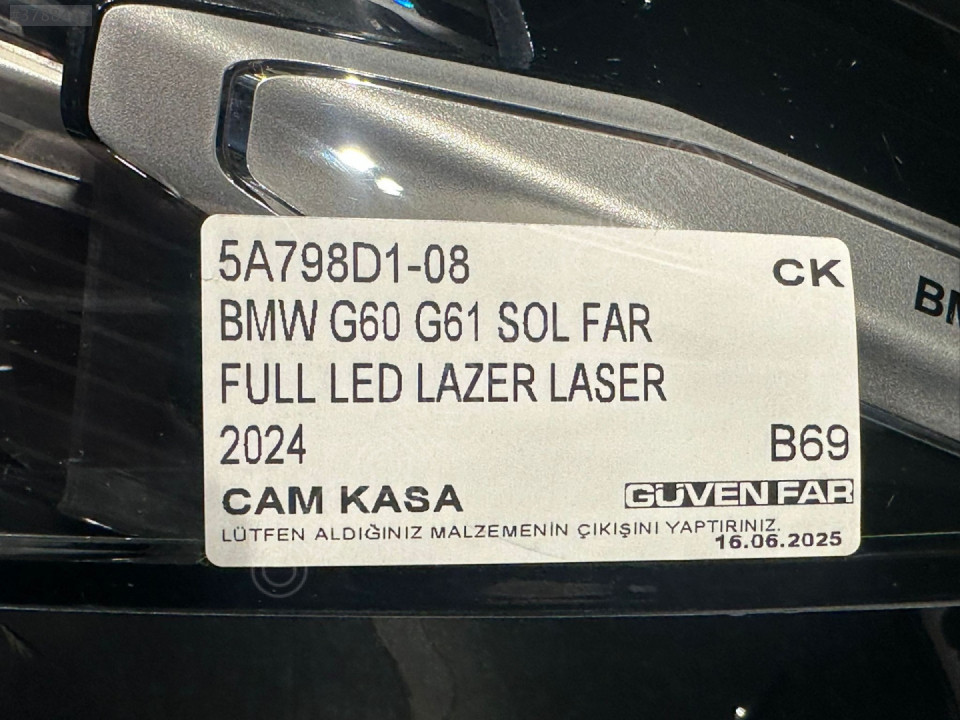 5A798D1-08 CK
BMW G60 G61 SOL FAR
FULL LED LAZER LASER
2024 B69
CAM KASA GÜVEN FAR
LÜTFEN ALDIĞINIZ MALZEMENİN ÇIKIŞINI YAPTIRINIZ.
16.06.2025